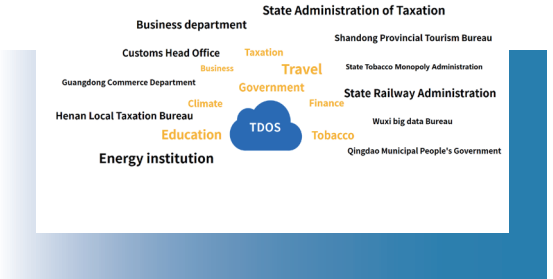 State Administration of Taxation
Business department
Shandong Provincial Tourism Bureau
Customs Head Office
Taxation
Business
Travel
State Tobacco Monopoly Administration
Guangdong Commerce Department
Government
State Railway Administration
Climate
Finance
Henan Local Taxation Bureau
Wuxi big data Bureau
TDOS
Education
Tobacco
Qingdao Municipal People's Government
Energy institution